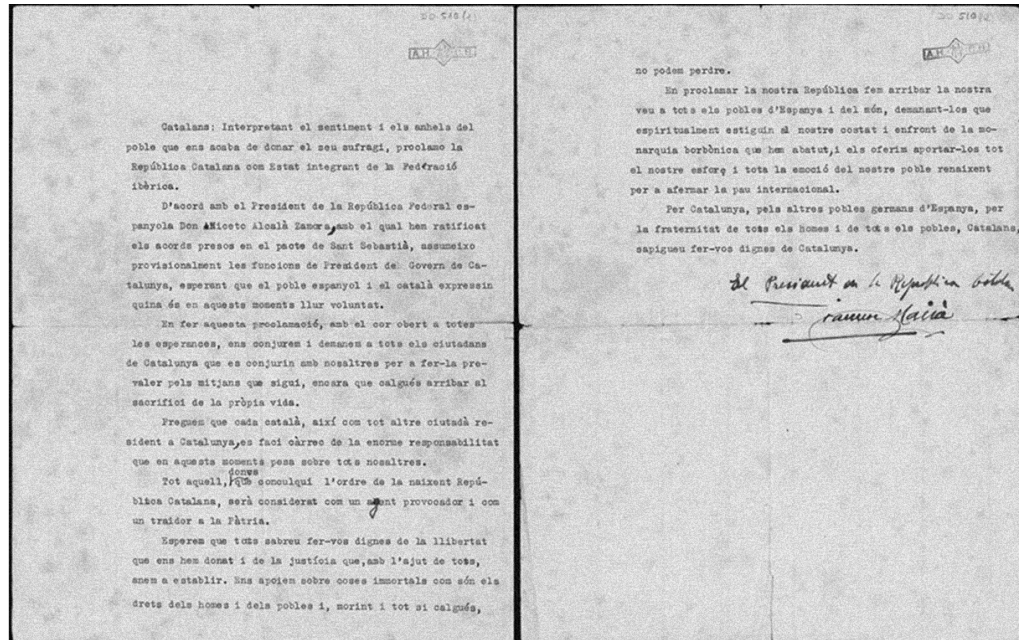 DO 510/1
Catalans: Interpretant el sentiment i els anhels del
poble que ens acaba de donar el seu sufragi, proclamo la
República Catalana com Estat integrant de la Federació
ibèrica.
D'acord amb el President de la República Federal es-
panyola Don Niceto Alcalà Zamora, amb el qual hem ratificat
els acords presos en el pacte de Sant Sebastià, assumeixo
provisionalment les funcions de President del Govern de Ca-
talunya, esperant que el poble espanyol i el català expressin
quina és en aquests moments llur voluntat.
En fer aquesta proclamació, amb el cor obert a totes
les esperances, ens conjurem i demanem a tots els ciutadans
de Catalunya que es conjurin amb nosaltres per a fer-la pre-
valer pels mitjans que sigui, encara que calgués arribar al
sacrifici de la pròpia vida.
Preguem que cada català, així com tot altre ciutadà re-
sident a Catalunya, es faci càrrec de la enorme responsabilitat
que en aquests moments pesa sobre tots nosaltres.
doncs
Tot aquell, que conculqui l'ordre de la naixent Repú-
blica Catalana, serà considerat com un agent provocador i com
un traidor a la Pàtria.
Esperem que tots sabreu fer-vos dignes de la llibertat
que ens hem donat i de la justícia que, amb l'ajut de tots,
anem a establir. Ens apoiem sobre coses immortals com són els
drets dels homes i dels pobles i, morint i tot si calgués,
DO 510/2
no podem perdre.
En proclamar la nostra República fem arribar la nostra
veu a tots els pobles d'Espanya i del món, demanant-los que
espiritualment estiguin al nostre costat i enfront de la mo-
narquia borbònica que hem abatut, i els oferim aportar-los tot
el nostre esforç i tota la emoció del nostre poble renaixent
per a afermar la pau internacional.
Per Catalunya, pels altres pobles germans d'Espanya, per
la fraternitat de tots els homes i de tots els pobles, Catalans,
sapigueu fer-vos dignes de Catalunya.
El President de la República
Francesc Macià